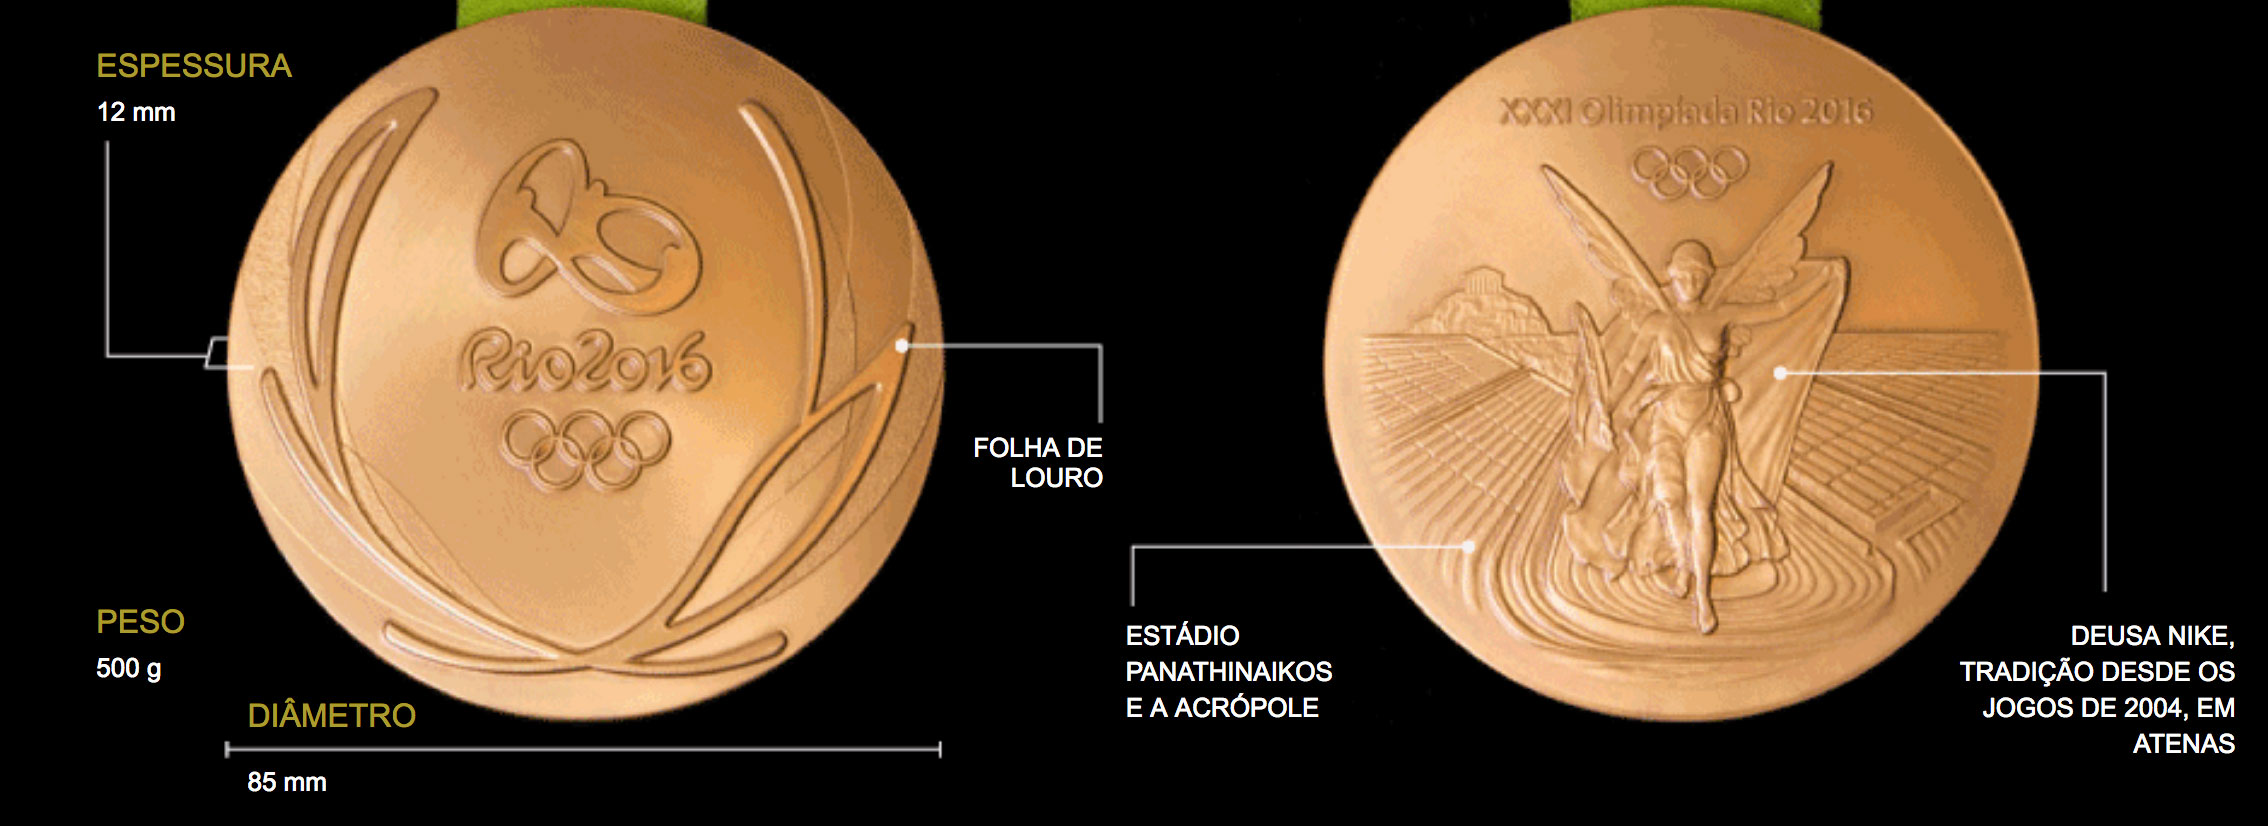 ESPESSURA
12 mm
Rio2016
FOLHA DE
LOURO
PESO
500 g
DIÂMETRO
85 mm
XXXI Olimpíada Rio 2016
ESTÁDIO
PANATHINAIKOS
E A ACRÓPOLE
DEUSA NIKE,
TRADIÇÃO DESDE OS
JOGOS DE 2004, EM
ATENAS